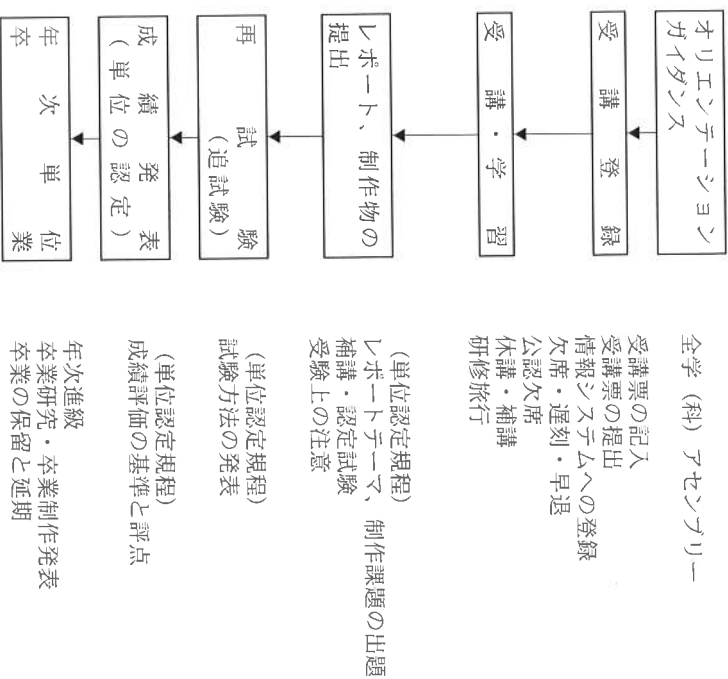 オリエンテーション
ガイダンス
全学（科）アセンブリー
受講登録
受講票の記入
受講票の提出
情報システムへの登録
受講・学習
欠席・遅刻・早退
公認欠席
休講・補講
研修旅行
レポート、制作物の
提出
（単位認定規程）
レポートテーマ、制作課題の出題
補講・認定試験
受験上の注意
再試験
（追試験）
（単位認定規程）
試験方法の発表
成績発表
（単位の認定）
（単位認定規程）
成績評価の基準と評点
年次単位
卒業
年次進級
卒業研究・卒業制作発表
卒業の保留と延期